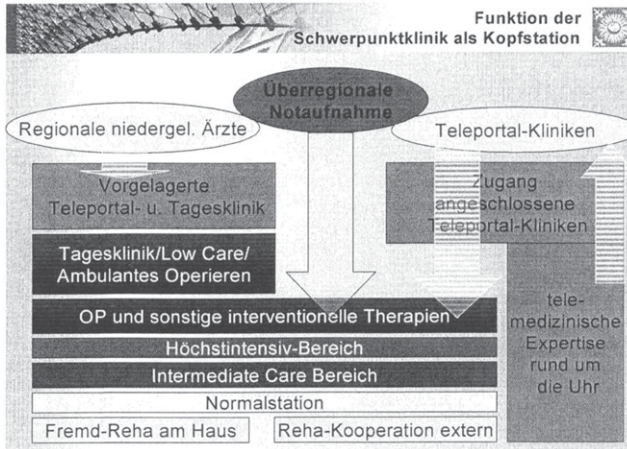 Funktion der
Schwerpunktklinik als Kopfstation
Überregionale
Notaufnahme
Regionale niedergel. Ärzte
Teleportal-Kliniken
Vorgelagerte
Teleportal- u. Tagesklinik
Zugang
angeschlossene
Teleportal-Kliniken
Tagesklinik/Low Care/
Ambulantes Operieren
OP und sonstige interventionelle Therapien
Höchstintensiv-Bereich
Intermediate Care Bereich
Normalstation
Fremd-Reha am Haus
Reha-Kooperation extern
tele-
medizinische
Expertise
rund um
die Uhr